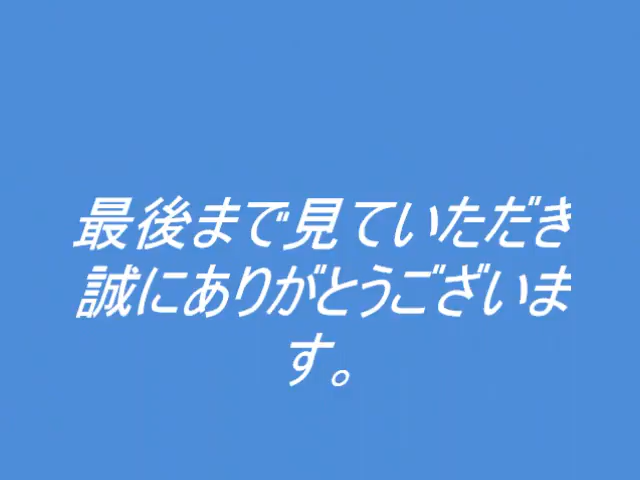 最後まで見ていただき
誠にありがとうございま
す。